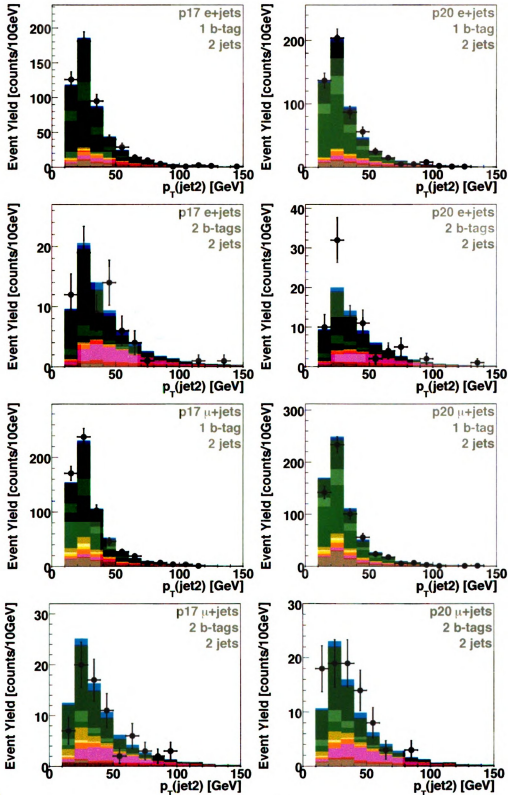 p17 e+jets
1 b-tag
2 jets
Event Yield [counts/10GeV]
200
150
100
50
0
0 50 100 150
p_T(jet2) [GeV]
p20 e+jets
1 b-tag
2 jets
Event Yield [counts/10GeV]
200
100
0
0 50 100 150
p_T(jet2) [GeV]
p17 e+jets
2 b-tags
2 jets
Event Yield [counts/10GeV]
20
10
0
0 50 100 150
p_T(jet2) [GeV]
p20 e+jets
2 b-tags
2 jets
Event Yield [counts/10GeV]
40
30
20
10
0
0 50 100 150
p_T(jet2) [GeV]
p17 μ+jets
1 b-tag
2 jets
Event Yield [counts/10GeV]
200
100
0
0 50 100 150
p_T(jet2) [GeV]
p20 μ+jets
1 b-tag
2 jets
Event Yield [counts/10GeV]
300
200
100
0
0 50 100 150
p_T(jet2) [GeV]
p17 μ+jets
2 b-tags
2 jets
Event Yield [counts/10GeV]
30
20
10
0
0 50 100 150
p_T(jet2) [GeV]
p20 μ+jets
2 b-tags
2 jets
Event Yield [counts/10GeV]
30
20
10
0
0 50 100 150
p_T(jet2) [GeV]